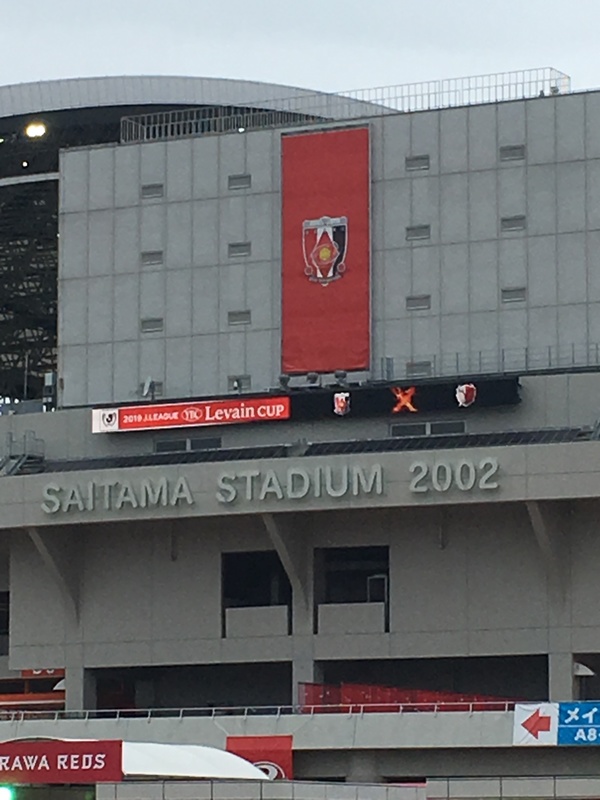 2019 J.LEAGUE YBC Levain CUP
SAITAMA STADIUM 2002
メイ
A8
RAWA REDS